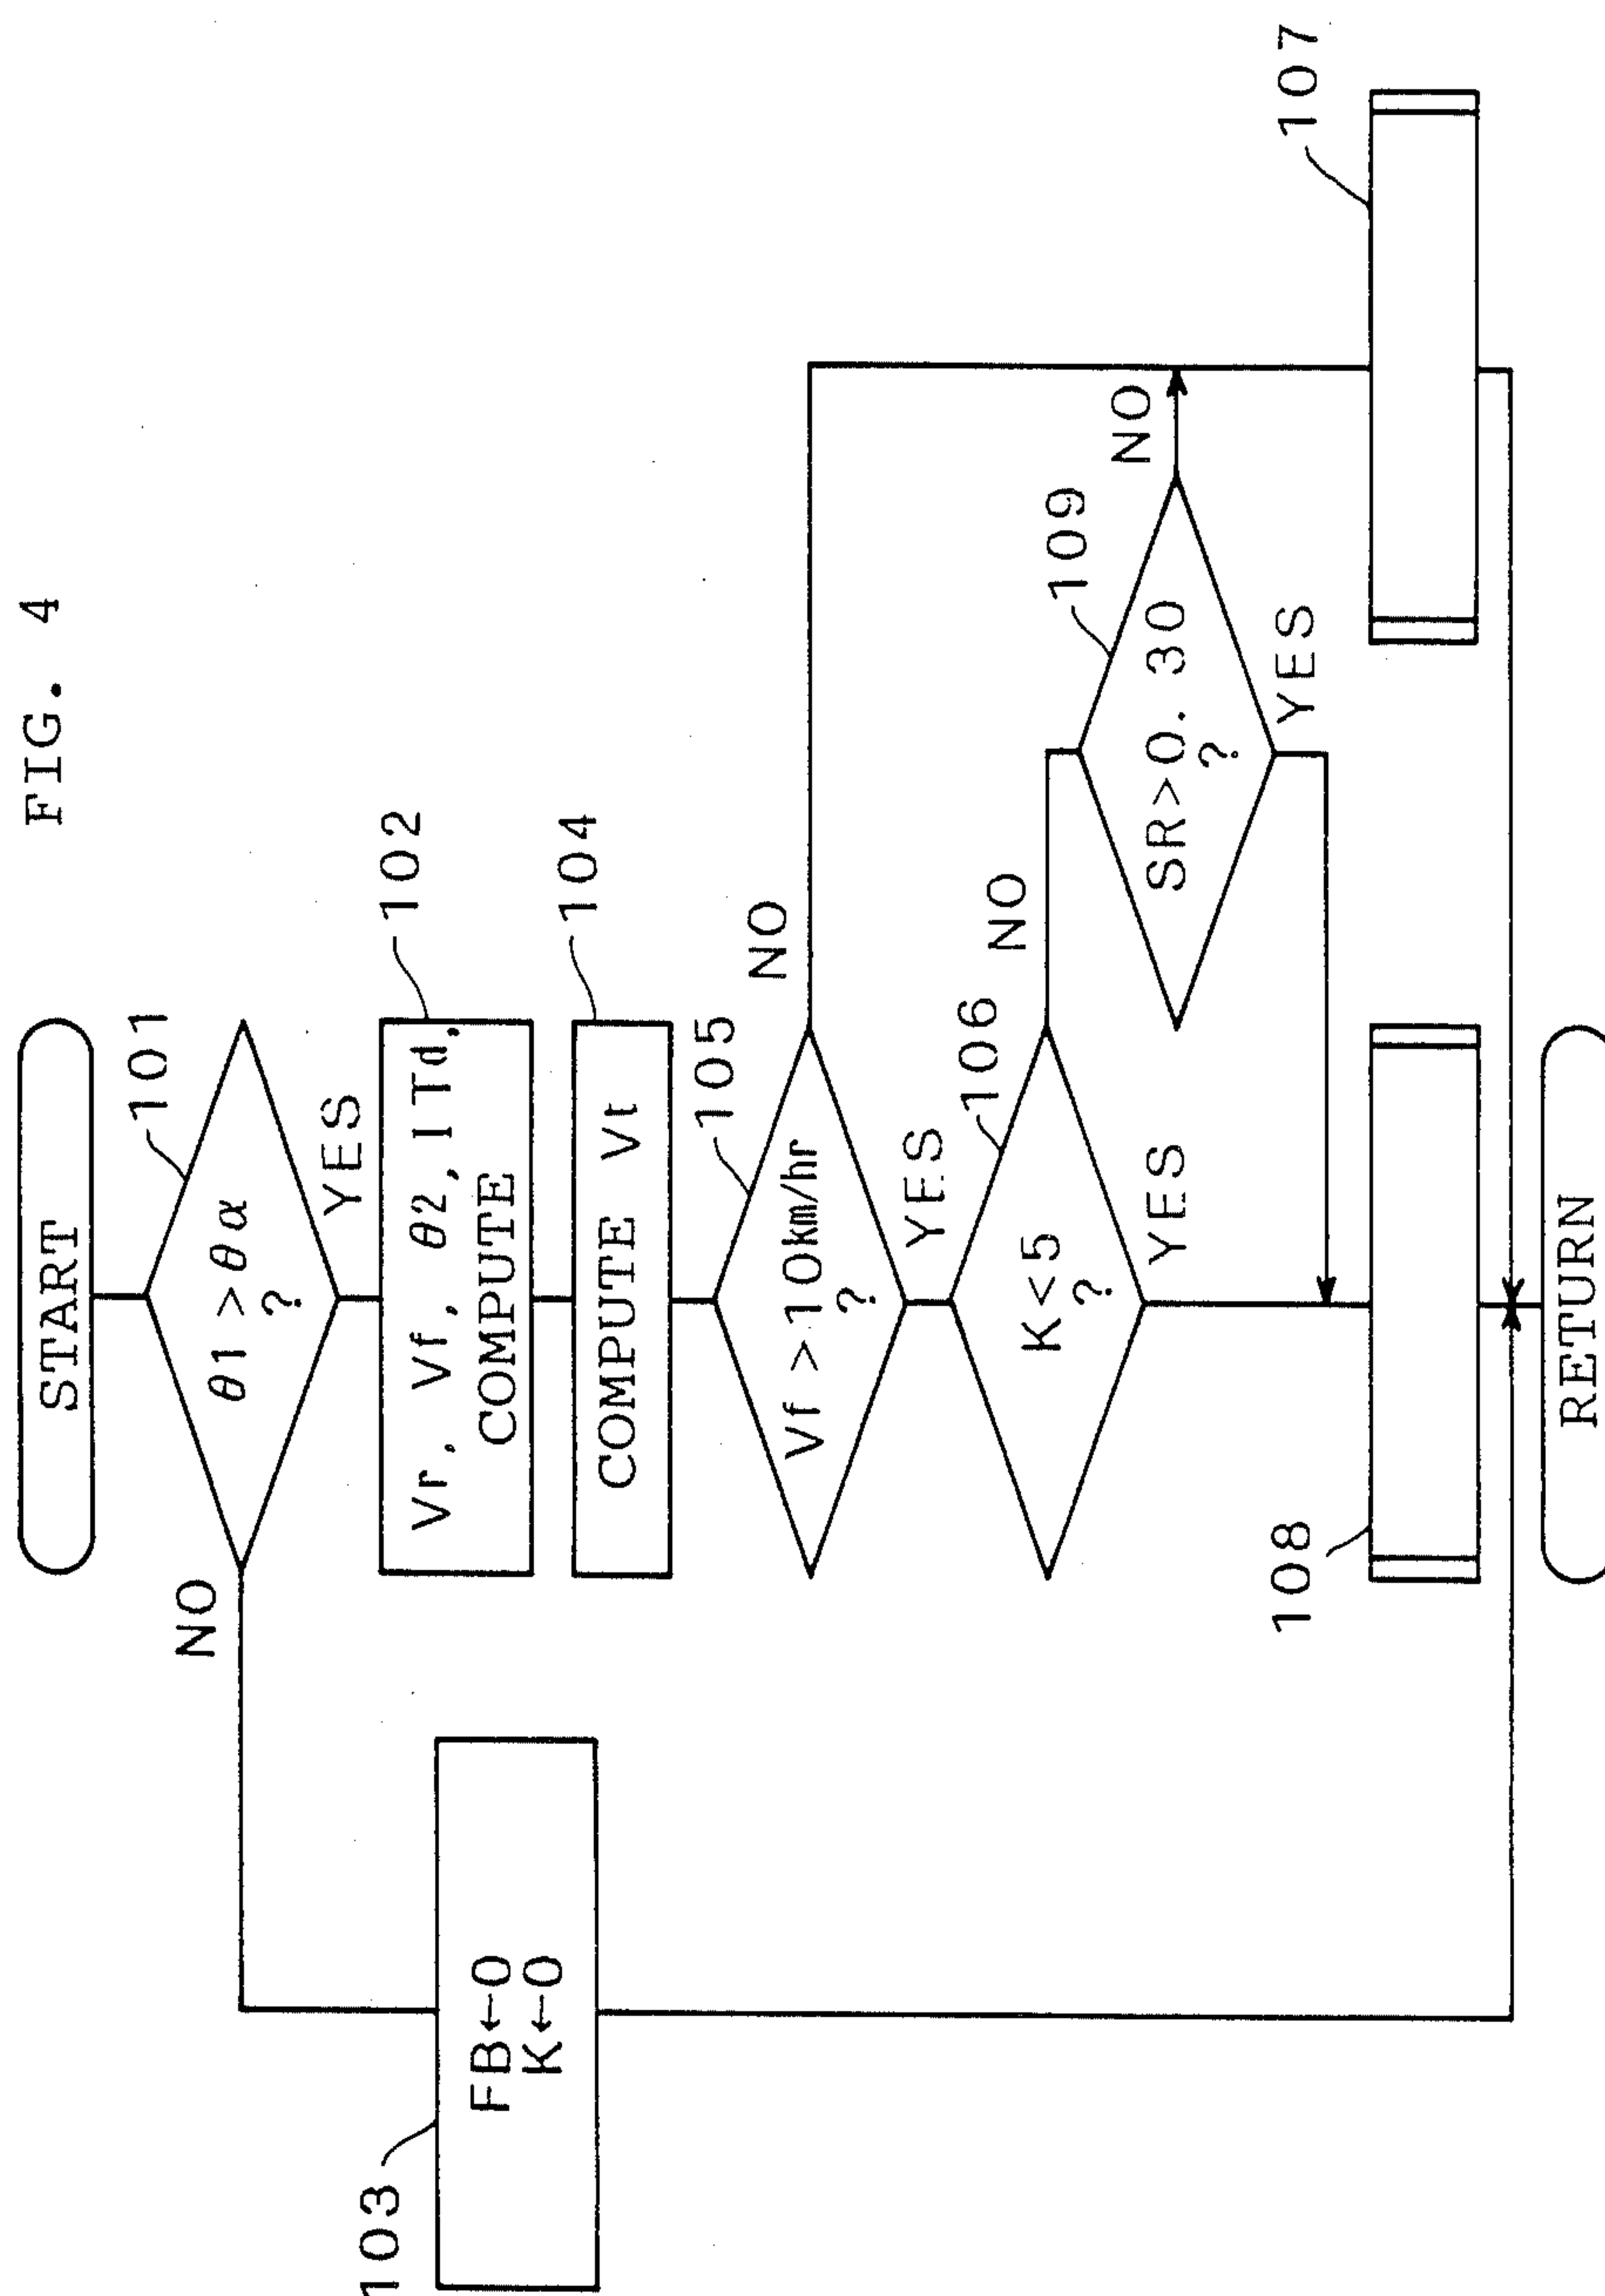 FIG. 4
START
101
θ1>θα
?
NO
YES
102
Vr, Vf, θ2, ITd,
COMPUTE
103
FB←0
K←0
104
COMPUTE Vt
105
Vf>10km/hr
?
NO
YES
106
K<5
?
NO
YES
109
SR>0.30
?
NO
YES
108
107
RETURN